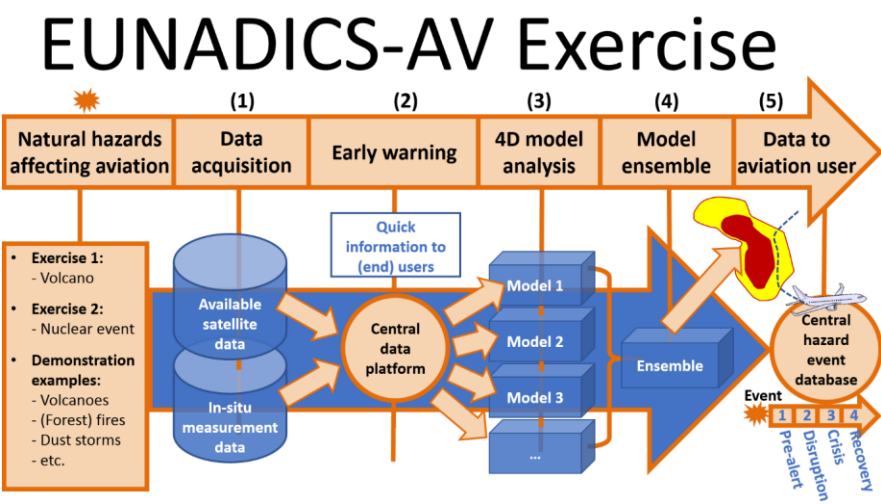 EUNADICS-AV Exercise
(1)
(2)
(3)
(4)
(5)
Natural hazards
affecting aviation
Data
acquisition
Early warning
4D model
analysis
Model
ensemble
Data to
aviation user
Quick
information to
(end) users
• Exercise 1:
- Volcano
• Exercise 2:
- Nuclear event
• Demonstration
examples:
- Volcanoes
- (Forest) fires
- Dust storms
- etc.
Available
satellite
data
In-situ
measurement
data
Central
data
platform
Model 1
Model 2
Model 3
...
Ensemble
Central
hazard
event
database
Event
1
2
3
4
Pre-alert
Disruption
Crisis
Recovery